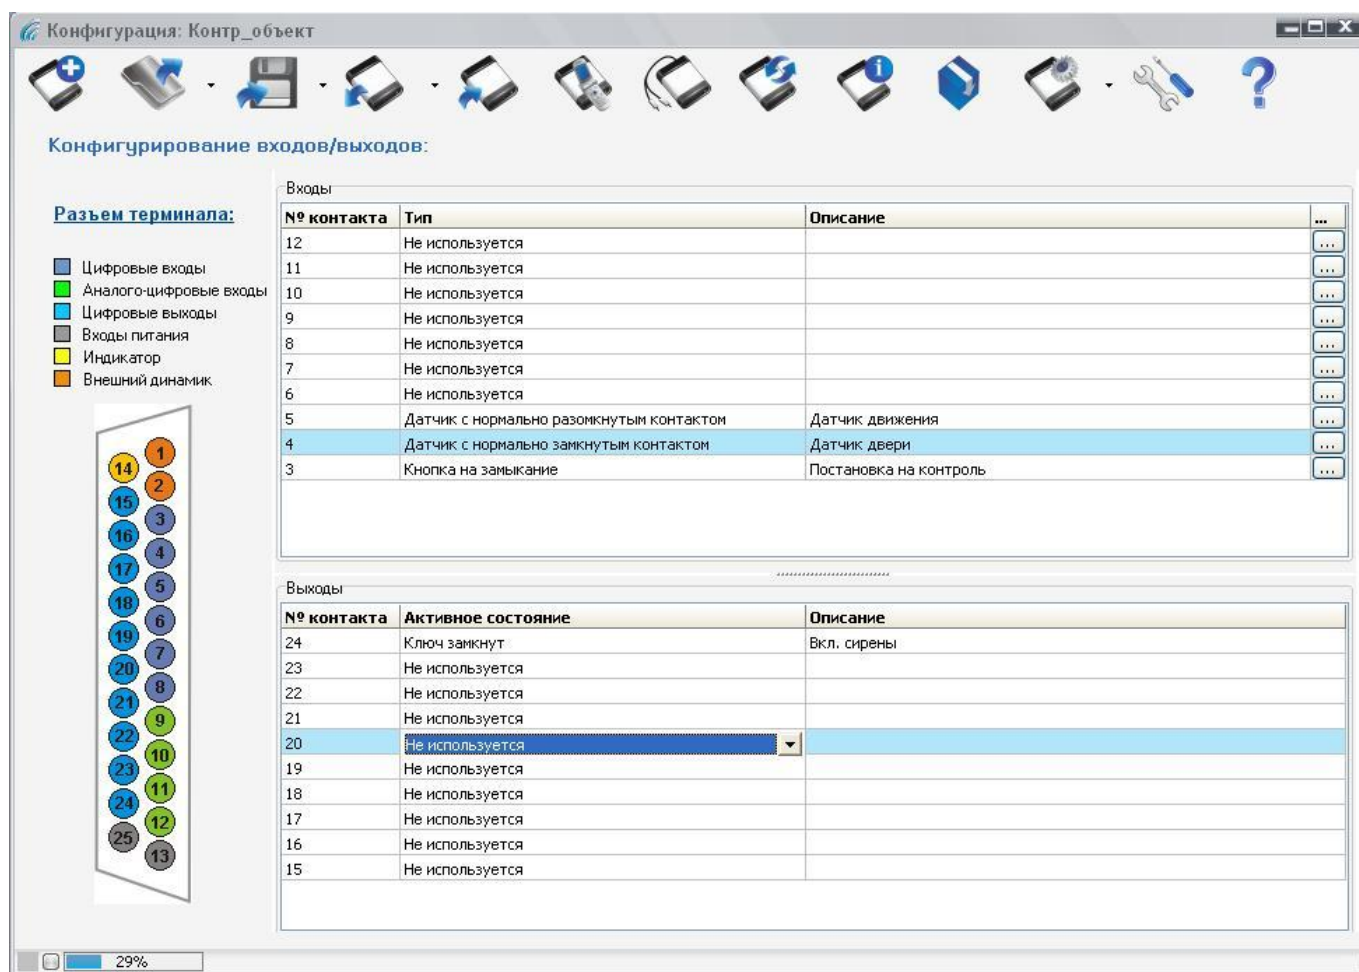 Конфигурация: Контр_объект
Конфигурирование входов/выходов:
Разъем терминала:
Цифровые входы
Аналого-цифровые входы
Цифровые выходы
Входы питания
Индикатор
Внешний динамик
14
15
16
17
18
19
20
21
22
23
24
25
1
2
3
4
5
6
7
8
9
10
11
12
13
Входы
№ контакта Тип Описание ...
12 Не используется ...
11 Не используется ...
10 Не используется ...
9 Не используется ...
8 Не используется ...
7 Не используется ...
6 Не используется ...
5 Датчик с нормально разомкнутым контактом Датчик движения ...
4 Датчик с нормально замкнутым контактом Датчик двери ...
3 Кнопка на замыкание Постановка на контроль ...
Выходы
№ контакта Активное состояние Описание
24 Ключ замкнут Вкл. сирены
23 Не используется
22 Не используется
21 Не используется
20 Не используется
19 Не используется
18 Не используется
17 Не используется
16 Не используется
15 Не используется
29%